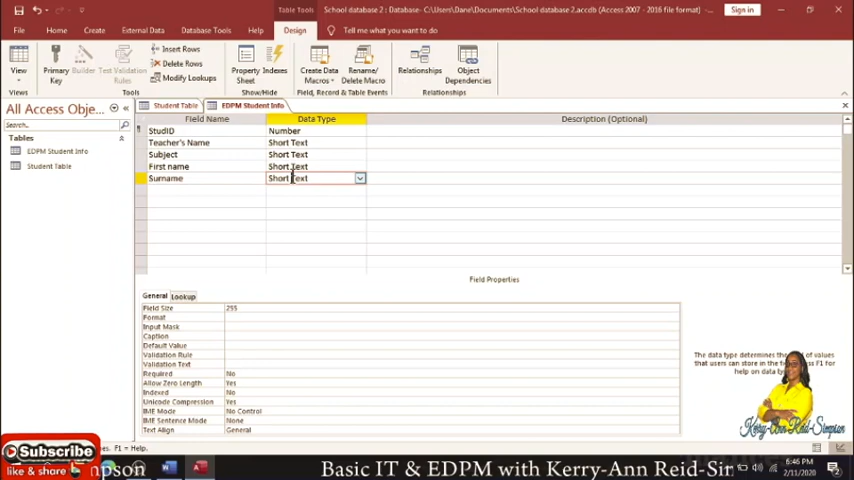 Table Tools
School database 2 : Database- C:\Users\Dane\Documents\School database 2.accdb (Access 2007 - 2016 file format)
Sign in
File
Home
Create
External Data
Database Tools
Help
Design
Tell me what you want to do
View
Primary Key
Builder
Test Validation Rules
Insert Rows
Delete Rows
Modify Lookups
Property Sheet
Indexes
Create Data Macros
Rename/ Delete Macro
Relationships
Object Dependencies
Views
Tools
Show/Hide
Field, Record & Table Events
Relationships
All Access Obje...
Search...
Tables
EDPM Student Info
Student Table
Student Table
EDPM Student Info
Field Name
Data Type
Description (Optional)
StudID Number
Teacher's Name Short Text
Subject Short Text
First name Short Text
Surname Short Text
Field Properties
General
Lookup
Field Size 255
Format
Input Mask
Caption
Default Value
Validation Rule
Validation Text
Required No
Allow Zero Length Yes
Indexed No
Unicode Compression Yes
IME Mode No Control
IME Sentence Mode None
Text Align General
The data type determines of values
that users can store in the F1 for
help on data
Kerry-Ann Reid-Simpson
F1 = Help.
Subscribe
like & share
mpson
Basic IT & EDPM with Kerry-Ann Reid-Sim
6:46 PM
2/11/2020